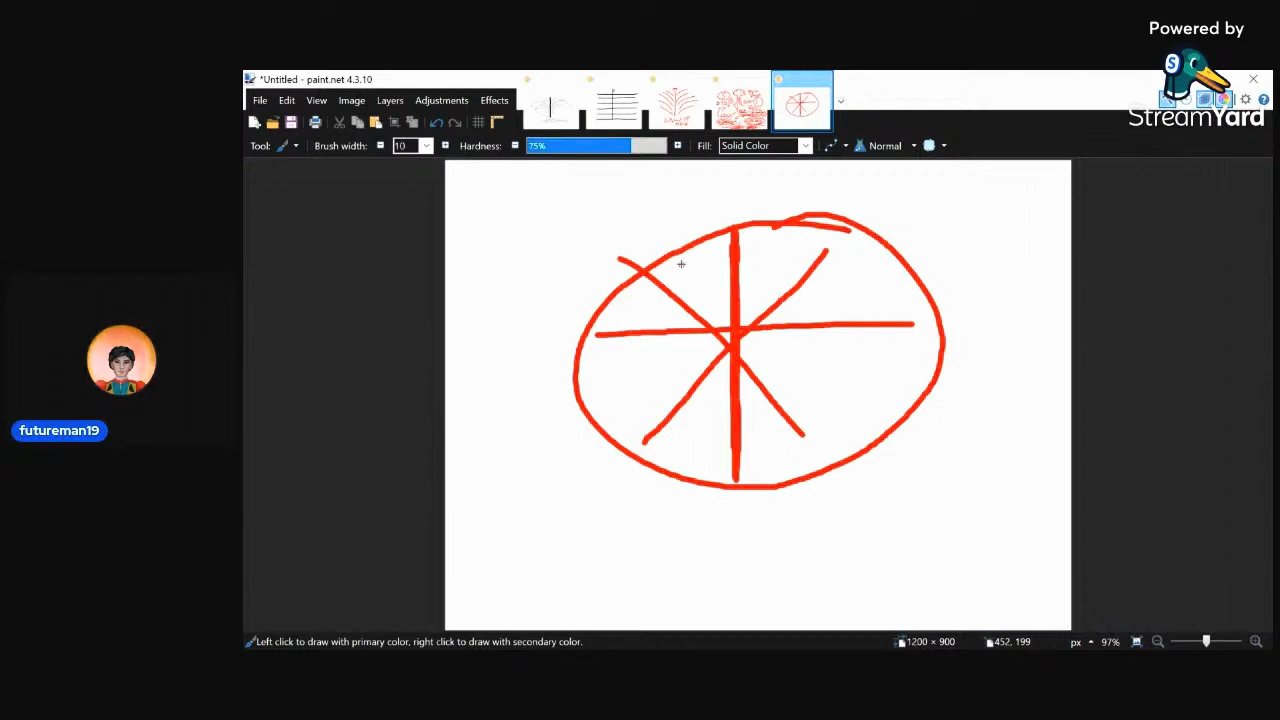 Powered by
StreamYard
*Untitled - paint.net 4.3.10
File Edit View Image Layers Adjustments Effects
Tool: Brush width: 10 Hardness: 75% Fill: Solid Color Normal
futureman19
Left click to draw with primary color, right click to draw with secondary color. 1200 × 900 452, 199 px 97%